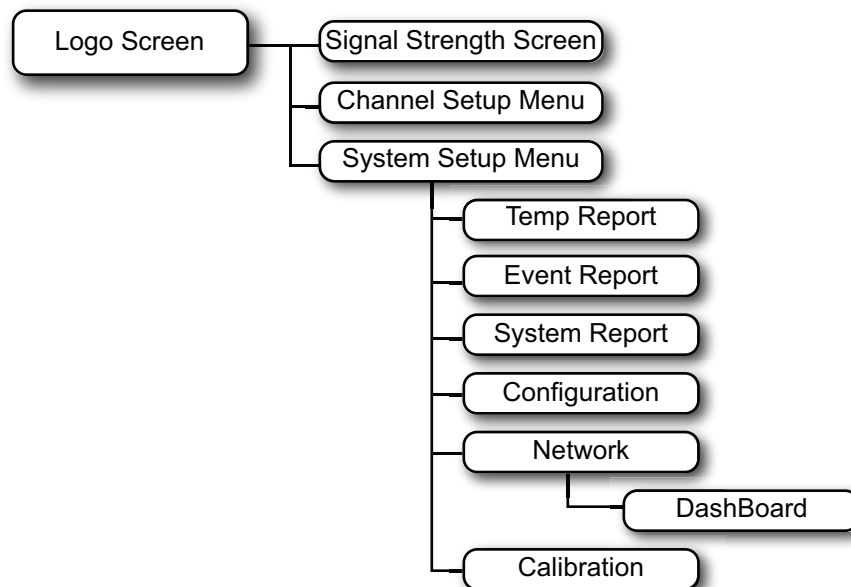 Logo Screen
Signal Strength Screen
Channel Setup Menu
System Setup Menu
Temp Report
Event Report
System Report
Configuration
Network
DashBoard
Calibration